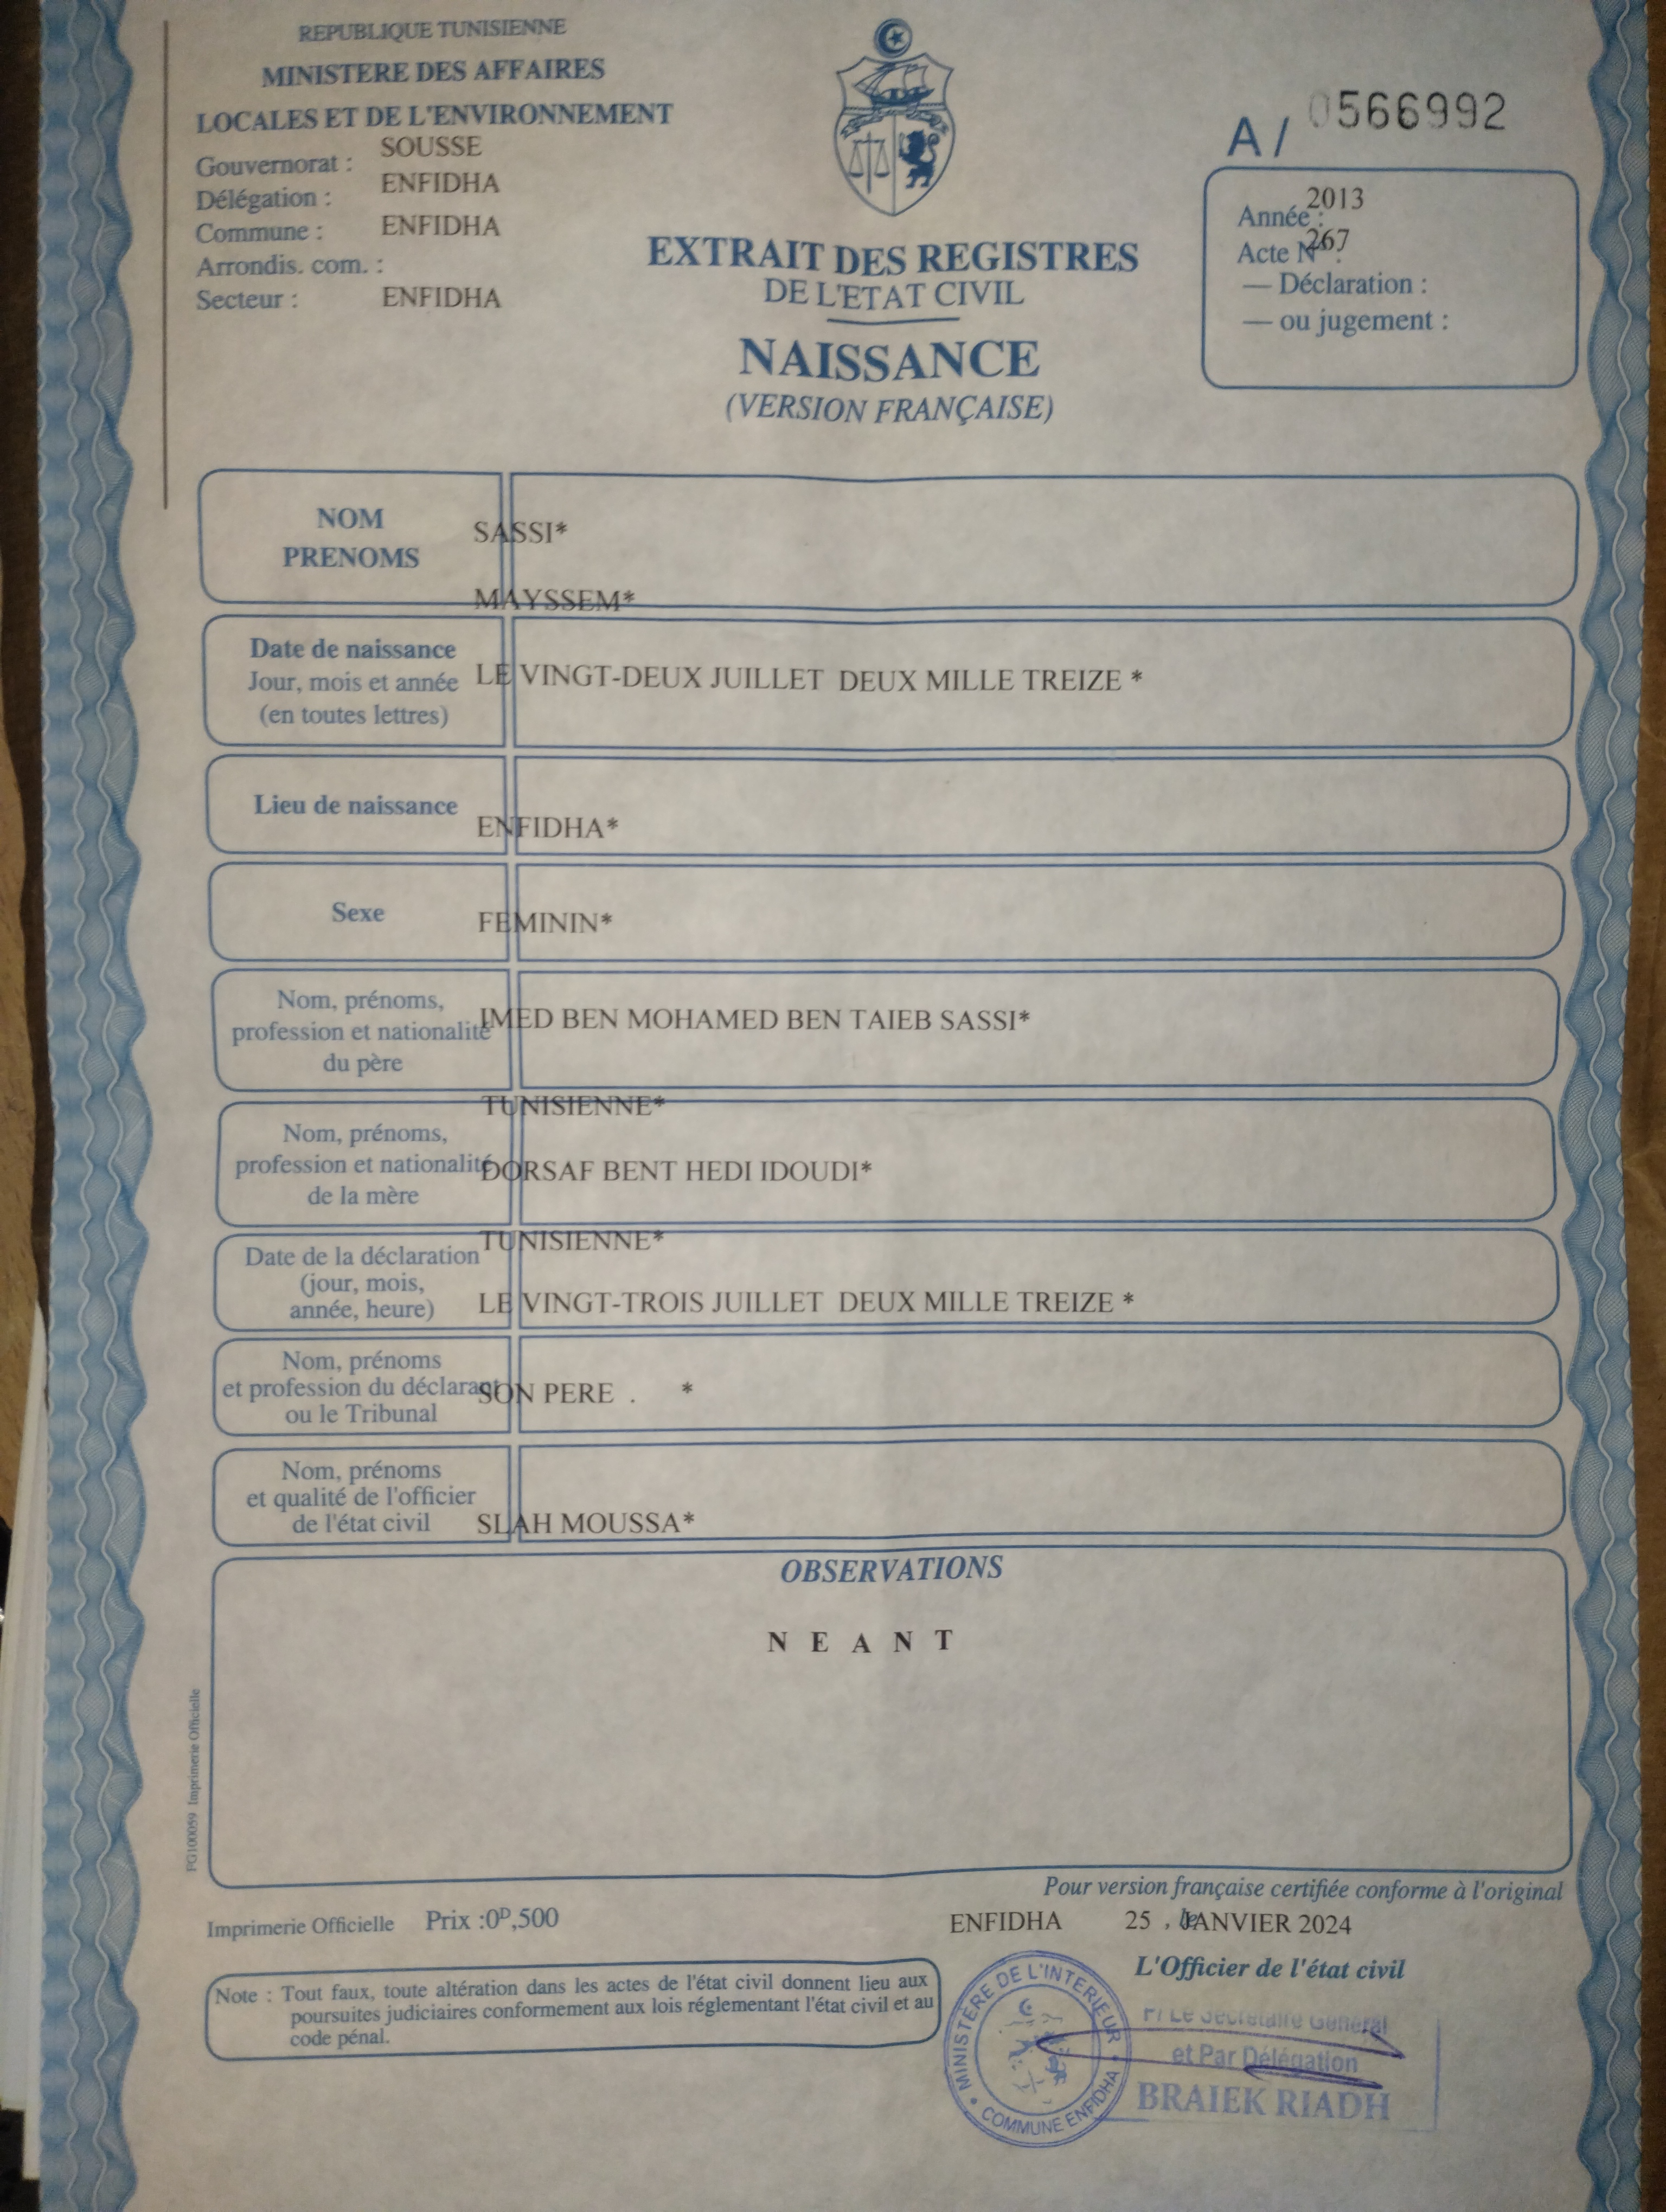 REPUBLIQUE TUNISIENNE
MINISTERE DES AFFAIRES
LOCALES ET DE L'ENVIRONNEMENT
Gouvernorat : SOUSSE
Délégation : ENFIDHA
Commune : ENFIDHA
Arrondis. com. :
Secteur : ENFIDHA
EXTRAIT DES REGISTRES
DE L'ETAT CIVIL
NAISSANCE
(VERSION FRANÇAISE)
A / 0566992
Année : 2013
Acte N° : 267
— Déclaration :
— ou jugement :
NOM
PRENOMS
SASSI*
MAYSSEM*
Date de naissance
Jour, mois et année
(en toutes lettres)
LE VINGT-DEUX JUILLET DEUX MILLE TREIZE *
Lieu de naissance
ENFIDHA*
Sexe
FEMININ*
Nom, prénoms,
profession et nationalité
du père
IMED BEN MOHAMED BEN TAIEB SASSI*
TUNISIENNE*
Nom, prénoms,
profession et nationalité
de la mère
DORSAF BENT HEDI IDOUDI*
TUNISIENNE*
Date de la déclaration
(jour, mois,
année, heure)
LE VINGT-TROIS JUILLET DEUX MILLE TREIZE *
Nom, prénoms
et profession du déclarant
ou le Tribunal
SON PERE . *
Nom, prénoms
et qualité de l'officier
de l'état civil
SLAH MOUSSA*
OBSERVATIONS
N E A N T
FG100059 Imprimerie Officielle
Pour version française certifiée conforme à l'original
Imprimerie Officielle Prix :0ᴰ,500
ENFIDHA , le 25 JANVIER 2024
L'Officier de l'état civil
Note : Tout faux, toute altération dans les actes de l'état civil donnent lieu aux
poursuites judiciaires conformement aux lois réglementant l'état civil et au
code pénal.
MINISTÈRE DE L'INTERIEUR
COMMUNE ENFIDHA
P/ Le Secrétaire Général
et Par Délégation
BRAIEK RIADH